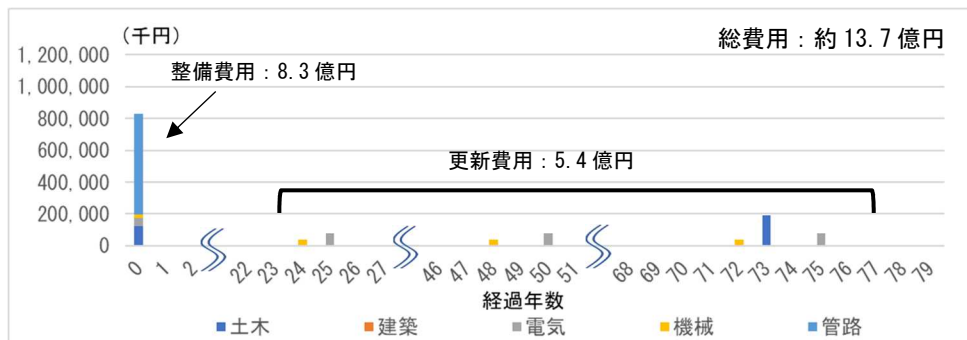 (千円)
総費用:約 13.7 億円
1,200,000
1,000,000
800,000
600,000
400,000
200,000
0
整備費用:8.3 億円
更新費用:5.4 億円
0 1 2 22 23 24 25 26 27 46 47 48 49 50 51 68 69 70 71 72 73 74 75 76 77 78 79
経過年数
■土木 ■建築 ■電気 ■機械 ■管路